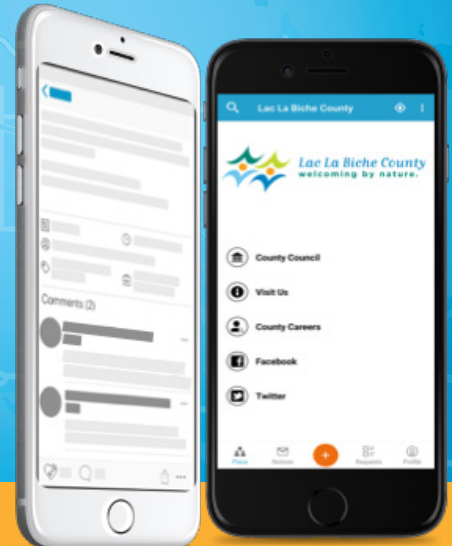 Comments (2)
Lac La Biche County
Lac La Biche County
welcoming by nature.
County Council
Visit Us
County Careers
Facebook
Twitter
Place
Notices
Requests
Profile